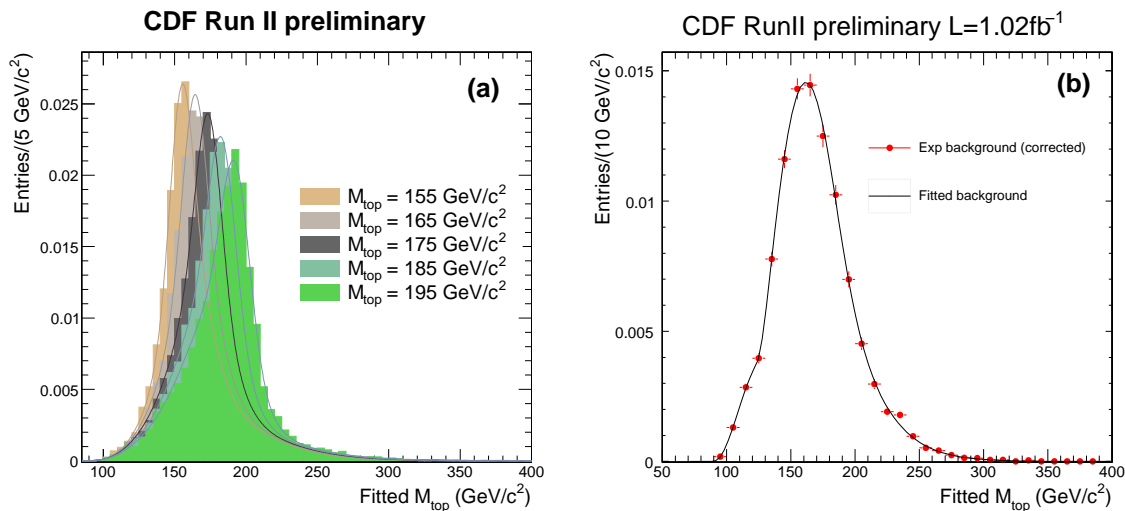 CDF Run II preliminary
(a)
Entries/(5 GeV/c²)
0.025
0.02
0.015
0.01
0.005
0
M_top = 155 GeV/c²
M_top = 165 GeV/c²
M_top = 175 GeV/c²
M_top = 185 GeV/c²
M_top = 195 GeV/c²
100 150 200 250 300 350 400
Fitted M_top (GeV/c²)
CDF RunII preliminary L=1.02fb⁻¹
(b)
Entries/(10 GeV/c²)
0.015
0.01
0.005
0
Exp background (corrected)
Fitted background
50 100 150 200 250 300 350 400
Fitted M_top (GeV/c²)